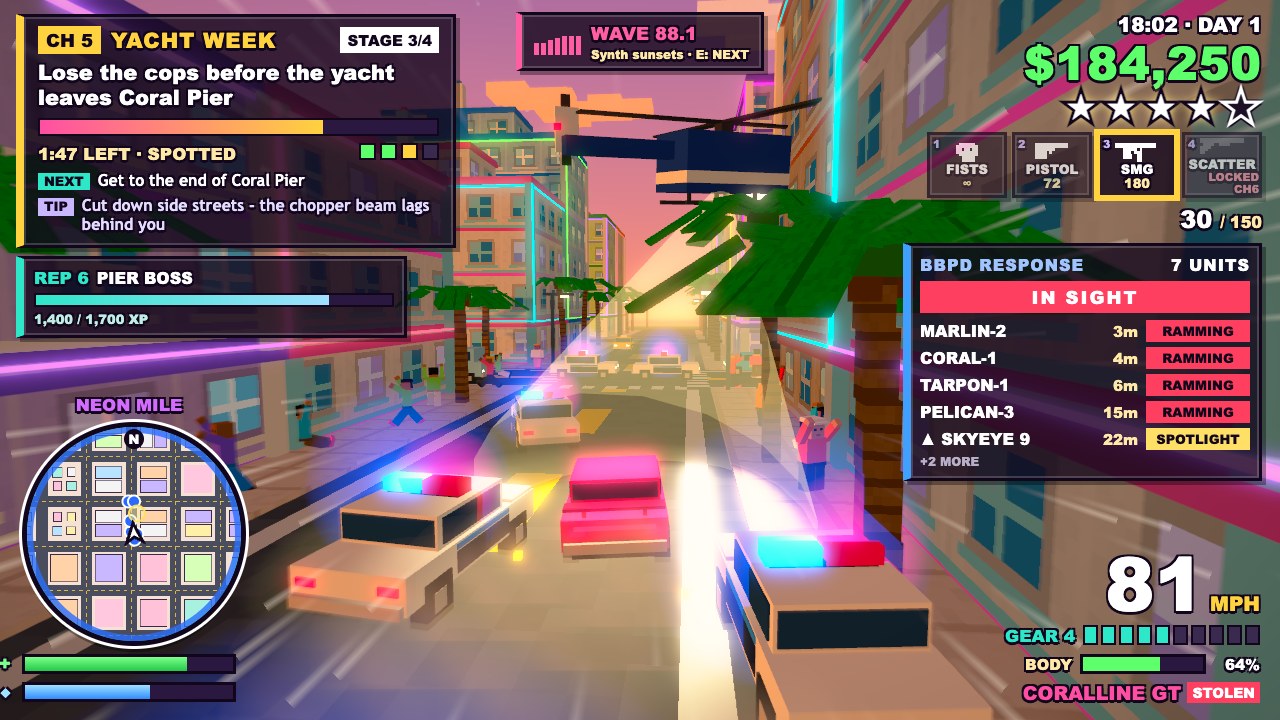 CH 5 YACHT WEEK STAGE 3/4
Lose the cops before the yacht
leaves Coral Pier
1:47 LEFT · SPOTTED
NEXT Get to the end of Coral Pier
TIP Cut down side streets - the chopper beam lags
behind you
REP 6 PIER BOSS
1,400 / 1,700 XP
WAVE 88.1
Synth sunsets · E: NEXT
18:02 · DAY 1
$184,250
1 FISTS ∞
2 PISTOL 72
3 SMG 180
4 SCATTER LOCKED CH6
30 / 150
BBPD RESPONSE 7 UNITS
IN SIGHT
MARLIN-2 3m RAMMING
CORAL-1 4m RAMMING
TARPON-1 6m RAMMING
PELICAN-3 15m RAMMING
▲ SKYEYE 9 22m SPOTLIGHT
+2 MORE
NEON MILE
N
81 MPH
GEAR 4
BODY 64%
CORALLINE GT STOLEN